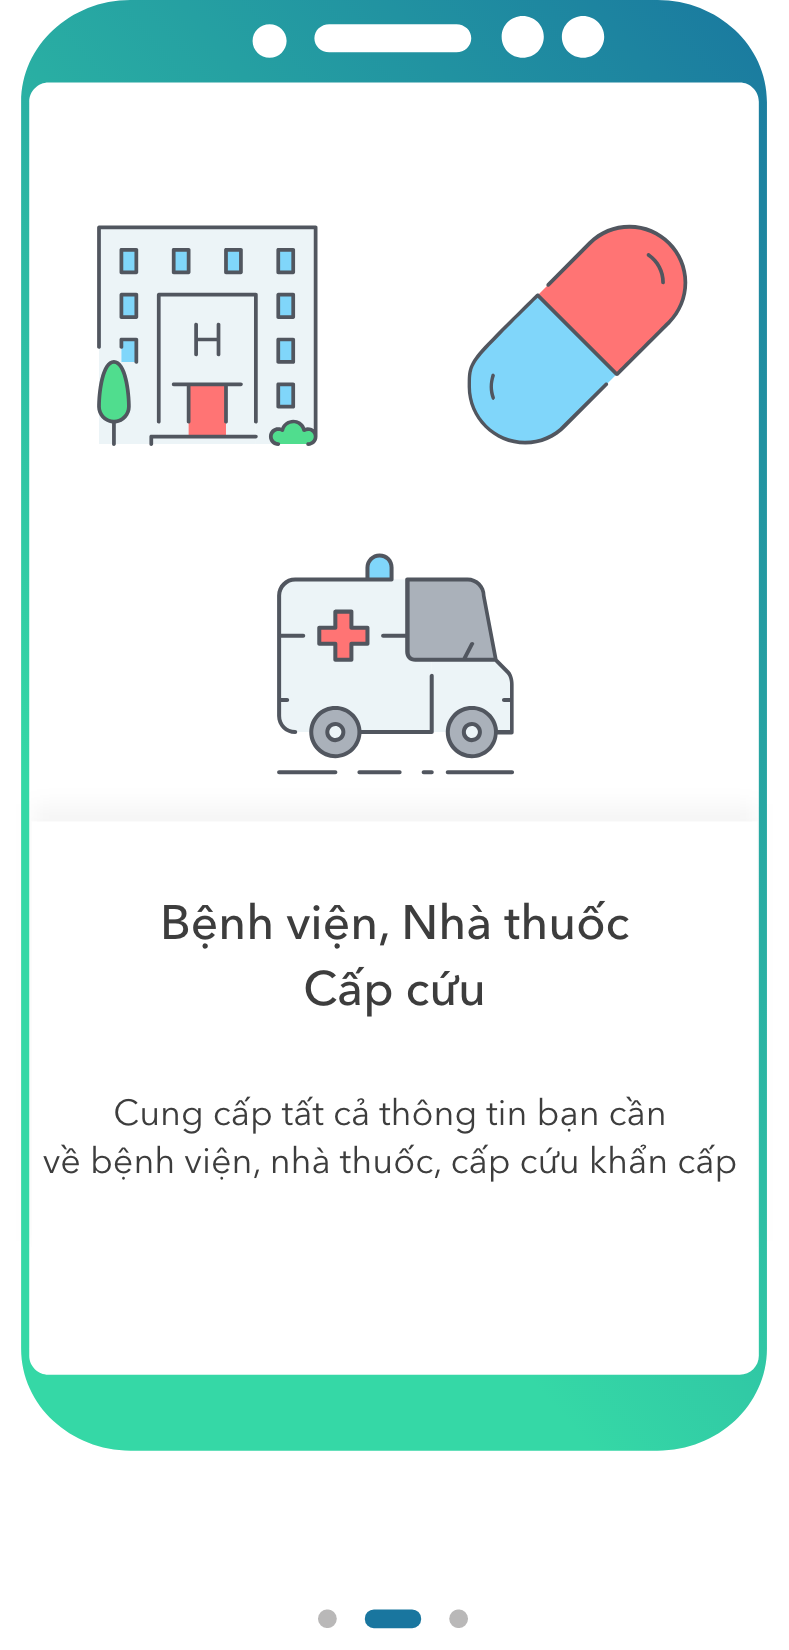 H
Bệnh viện, Nhà thuốc
Cấp cứu
Cung cấp tất cả thông tin bạn cần
về bệnh viện, nhà thuốc, cấp cứu khẩn cấp